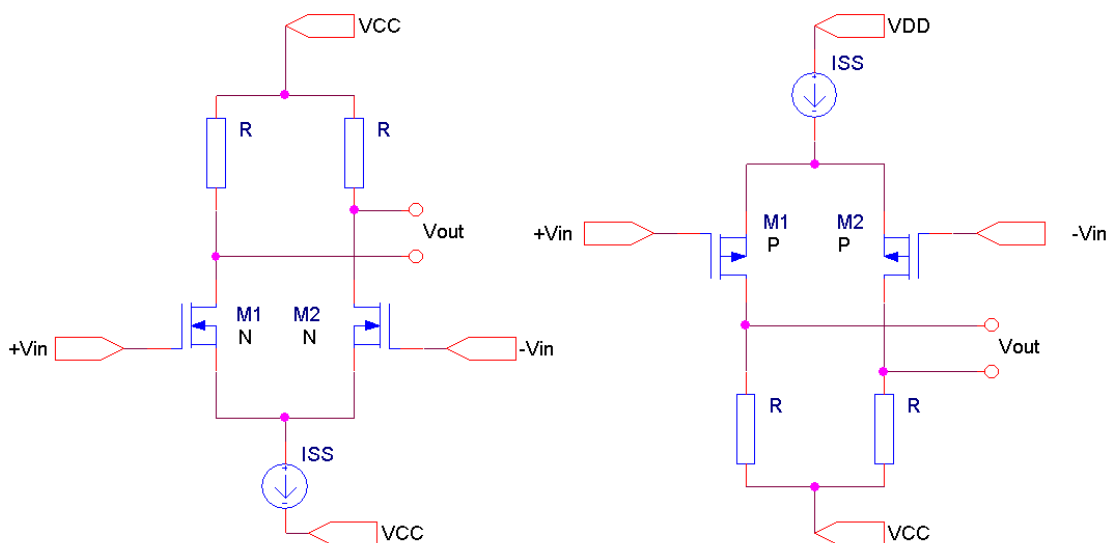 VCC
R R
Vout
M1 M2
N N
+Vin -Vin
ISS
VCC
VDD
ISS
M1 M2
P P
+Vin -Vin
Vout
R R
VCC